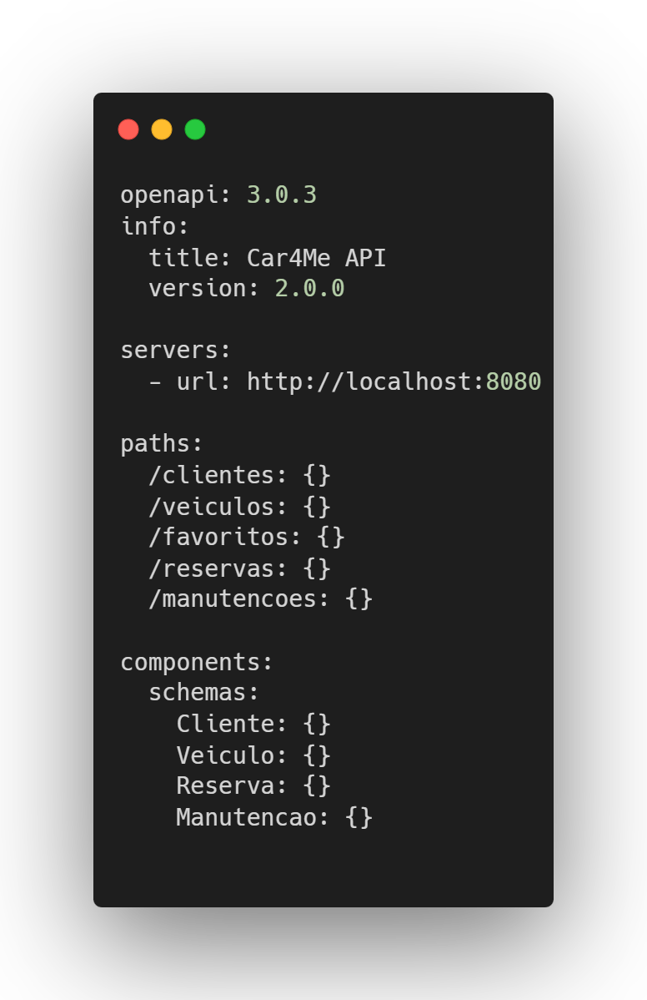 openapi: 3.0.3
info:
  title: Car4Me API
  version: 2.0.0

servers:
  - url: http://localhost:8080

paths:
  /clientes: {}
  /veiculos: {}
  /favoritos: {}
  /reservas: {}
  /manutencoes: {}

components:
  schemas:
    Cliente: {}
    Veiculo: {}
    Reserva: {}
    Manutencao: {}